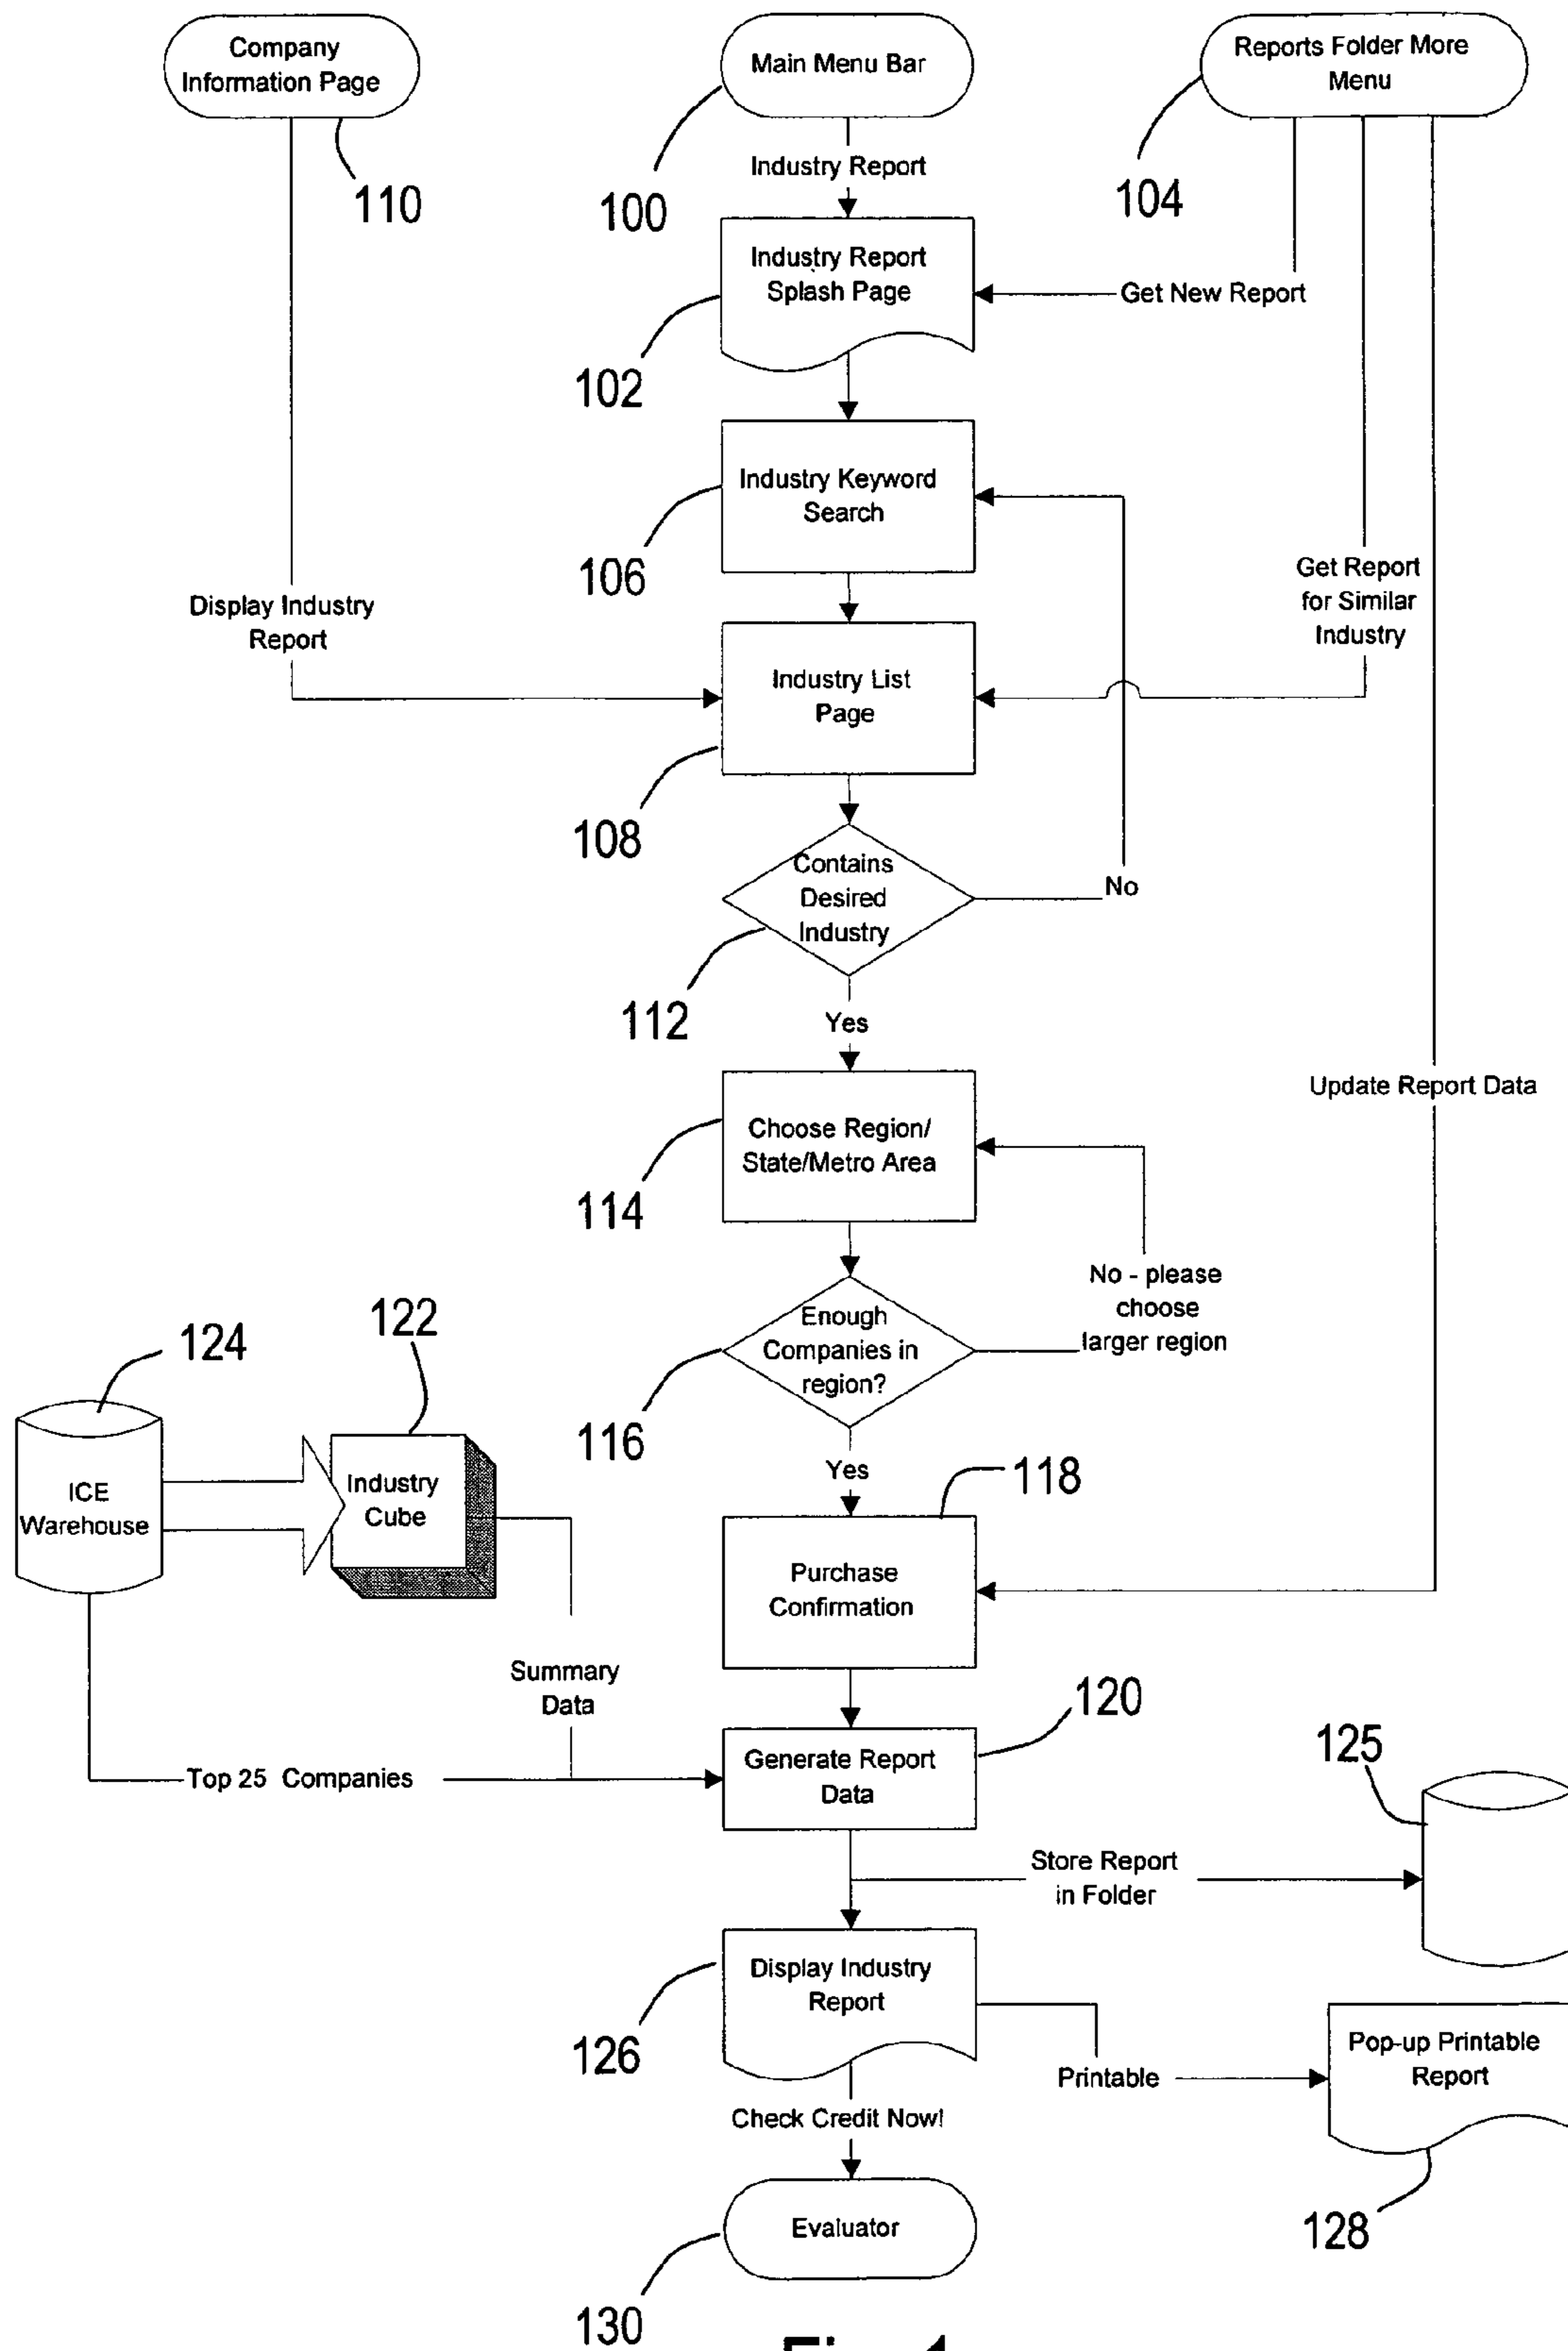 Company
Information Page
Main Menu Bar
Reports Folder More
Menu
110
100
104
Industry Report
Industry Report
Splash Page
Get New Report
102
Industry Keyword
Search
106
Get Report
for Similar
Industry
Display Industry
Report
Industry List
Page
108
Contains
Desired
Industry
No
112
Yes
Update Report Data
Choose Region/
State/Metro Area
114
No - please
choose
larger region
Enough
Companies in
region?
116
124
122
ICE
Warehouse
Industry
Cube
Yes
118
Purchase
Confirmation
Summary
Data
120
Top 25 Companies
Generate Report
Data
125
Store Report
in Folder
Display Industry
Report
126
Printable
Pop-up Printable
Report
128
Check Credit Now!
Evaluator
130